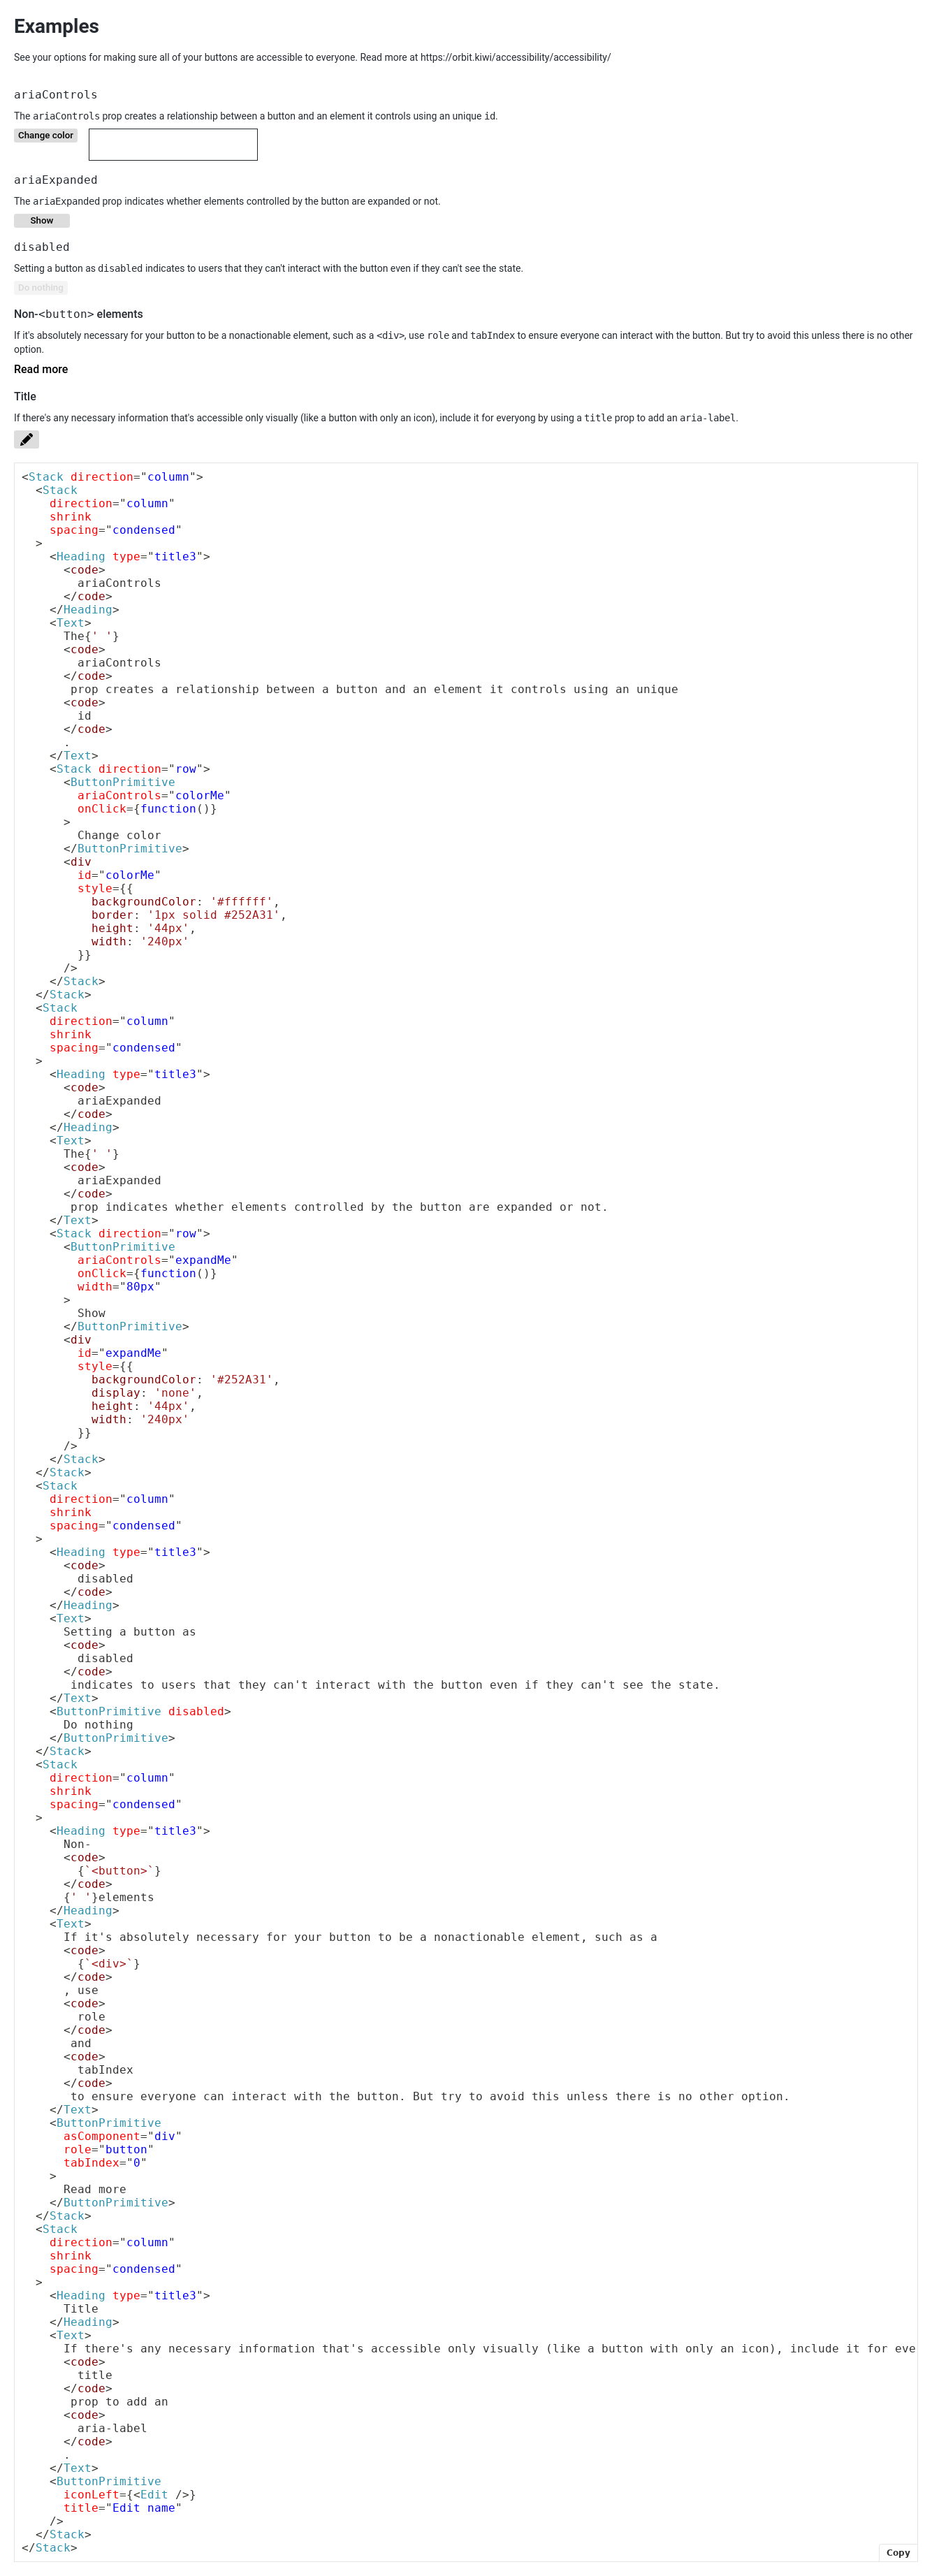 Examples
See your options for making sure all of your buttons are accessible to everyone. Read more at https://orbit.kiwi/accessibility/accessibility/
ariaControls
The ariaControls prop creates a relationship between a button and an element it controls using an unique id.
Change color
ariaExpanded
The ariaExpanded prop indicates whether elements controlled by the button are expanded or not.
Show
disabled
Setting a button as disabled indicates to users that they can't interact with the button even if they can't see the state.
Do nothing
Non-<button> elements
If it's absolutely necessary for your button to be a nonactionable element, such as a <div>, use role and tabIndex to ensure everyone can interact with the button. But try to avoid this unless there is no other
option.
Read more
Title
If there's any necessary information that's accessible only visually (like a button with only an icon), include it for everyong by using a title prop to add an aria-label.
<Stack direction="column">
  <Stack
    direction="column"
    shrink
    spacing="condensed"
  >
    <Heading type="title3">
      <code>
        ariaControls
      </code>
    </Heading>
    <Text>
      The{' '}
      <code>
        ariaControls
      </code>
       prop creates a relationship between a button and an element it controls using an unique
      <code>
        id
      </code>
      .
    </Text>
    <Stack direction="row">
      <ButtonPrimitive
        ariaControls="colorMe"
        onClick={function()}
      >
        Change color
      </ButtonPrimitive>
      <div
        id="colorMe"
        style={{
          backgroundColor: '#ffffff',
          border: '1px solid #252A31',
          height: '44px',
          width: '240px'
        }}
      />
    </Stack>
  </Stack>
  <Stack
    direction="column"
    shrink
    spacing="condensed"
  >
    <Heading type="title3">
      <code>
        ariaExpanded
      </code>
    </Heading>
    <Text>
      The{' '}
      <code>
        ariaExpanded
      </code>
       prop indicates whether elements controlled by the button are expanded or not.
    </Text>
    <Stack direction="row">
      <ButtonPrimitive
        ariaControls="expandMe"
        onClick={function()}
        width="80px"
      >
        Show
      </ButtonPrimitive>
      <div
        id="expandMe"
        style={{
          backgroundColor: '#252A31',
          display: 'none',
          height: '44px',
          width: '240px'
        }}
      />
    </Stack>
  </Stack>
  <Stack
    direction="column"
    shrink
    spacing="condensed"
  >
    <Heading type="title3">
      <code>
        disabled
      </code>
    </Heading>
    <Text>
      Setting a button as
      <code>
        disabled
      </code>
       indicates to users that they can't interact with the button even if they can't see the state.
    </Text>
    <ButtonPrimitive disabled>
      Do nothing
    </ButtonPrimitive>
  </Stack>
  <Stack
    direction="column"
    shrink
    spacing="condensed"
  >
    <Heading type="title3">
      Non-
      <code>
        {`<button>`}
      </code>
      {' '}elements
    </Heading>
    <Text>
      If it's absolutely necessary for your button to be a nonactionable element, such as a
      <code>
        {`<div>`}
      </code>
      , use
      <code>
        role
      </code>
       and
      <code>
        tabIndex
      </code>
       to ensure everyone can interact with the button. But try to avoid this unless there is no other option.
    </Text>
    <ButtonPrimitive
      asComponent="div"
      role="button"
      tabIndex="0"
    >
      Read more
    </ButtonPrimitive>
  </Stack>
  <Stack
    direction="column"
    shrink
    spacing="condensed"
  >
    <Heading type="title3">
      Title
    </Heading>
    <Text>
      If there's any necessary information that's accessible only visually (like a button with only an icon), include it for eve
      <code>
        title
      </code>
       prop to add an
      <code>
        aria-label
      </code>
      .
    </Text>
    <ButtonPrimitive
      iconLeft={<Edit />}
      title="Edit name"
    />
  </Stack>
</Stack>
Copy